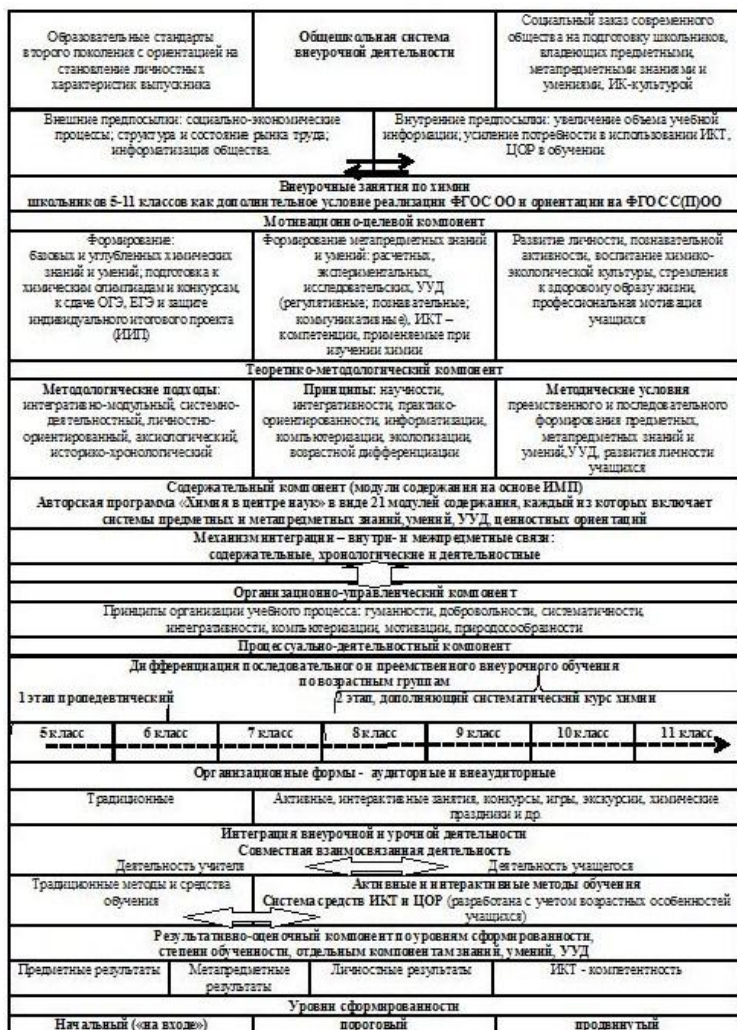 Образовательные стандарты
второго поколения с ориентацией на
становление личностных
характеристик выпускника
Общешкольная система
внеурочной деятельности
Социальный заказ современного
общества на подготовку школьников,
владеющих предметными,
метапредметными знаниями и
умениями, ИК-культурой
Внешние предпосылки: социально-экономические
процессы; структура и состояние рынка труда;
информатизация общества.
Внутренние предпосылки: увеличение объема учебной
информации; усиление потребности в использовании ИКТ,
ЦОР в обучении
Внеурочные занятия по химии
школьников 5-11 классов как дополнительное условие реализации ФГОС ОО и ориентации на ФГОС С(П)ОО
Мотивационно-целевой компонент
Формирование:
базовых и углубленных химических
знаний и умений; подготовка к
химическим олимпиадам и конкурсам,
к сдаче ОГЭ, ЕГЭ и защите
индивидуального итогового проекта
(ИИП)
Формирование метапредметных знаний
и умений: расчетных,
экспериментальных,
исследовательских, УУД
(регулятивные; познавательные;
коммуникативные), ИКТ –
компетенции, применяемые при
изучении химии
Развитие личности, познавательной
активности, воспитание химико-
экологической культуры, стремления
к здоровому образу жизни,
профессиональная мотивация
учащихся
Теоретико-методологический компонент
Методологические подходы:
интегративно-модульный, системно-
деятельностный, личностно-
ориентированный, аксиологический,
историко-хронологический
Принципы: научности,
интегративности, практико-
ориентированности, информатизации,
компьютеризации, экологизации,
возрастной дифференциации
Методические условия
преемственного и последовательного
формирования предметных,
метапредметных знаний и
умений,УУД, развития личности
учащихся
Содержательный компонент (модули содержания на основе ИМП)
Авторская программа «Химия в центре наук» в виде 21 модулей содержания, каждый из которых включает
системы предметных и метапредметных знаний,умений, УУД, ценностных ориентаций
Механизм интеграции – внутри- и межпредметные связи:
содержательные, хронологические и деятельностные
Организационно-управленческий компонент
Принципы организации учебного процесса: гуманности, добровольности, систематичности,
интегративности, компьютеризации, мотивации, природосообразности
Процессуально-деятельностный компонент
Дифференциация последовательного и преемственного внеурочного обучения
по возрастным группам
1 этап пропедевтический
2 этап, дополняющий систематический курс химии
5 класс 6 класс 7 класс 8 класс 9 класс 10 класс 11 класс
Организационные формы - аудиторные и внеаудиторные
Традиционные
Активные, интерактивные занятия, конкурсы, игры, экскурсии, химические
праздники и др.
Интеграция внеурочной и урочной деятельности
Совместная взаимосвязанная деятельность
Деятельность учителя Деятельность учащегося
Традиционные методы и средства
обучения
Активные и интерактивные методы обучения
Система средств ИКТ и ЦОР (разработана с учетом возрастных особенностей
учащихся)
Результативно-оценочный компонент по уровням сформированности,
степени обученности, отдельным компонентам знаний, умений, УУД
Предметные результаты
Метапредметные
результаты
Личностные результаты
ИКТ - компетентность
Уровни сформированности
Начальный («на входе») пороговый продвинутый